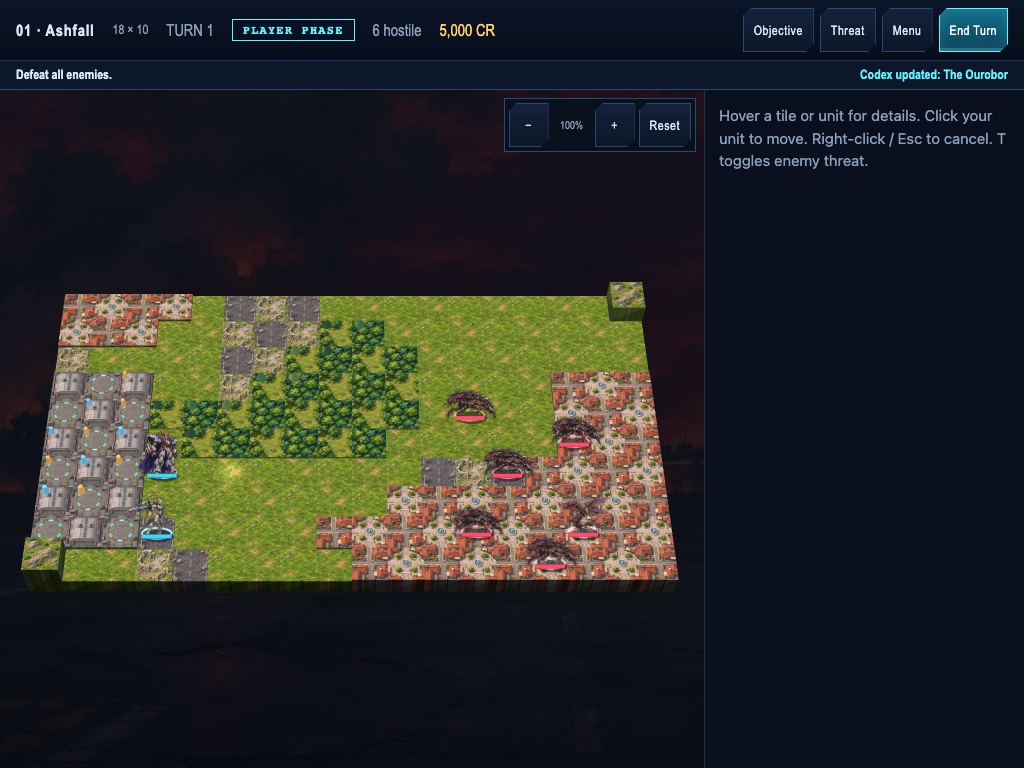 01 · Ashfall 18 × 10 TURN 1 PLAYER PHASE 6 hostile 5,000 CR Objective Threat Menu End Turn
Defeat all enemies. Codex updated: The Ourobor
− 100% + Reset
Hover a tile or unit for details. Click your
unit to move. Right-click / Esc to cancel. T
toggles enemy threat.